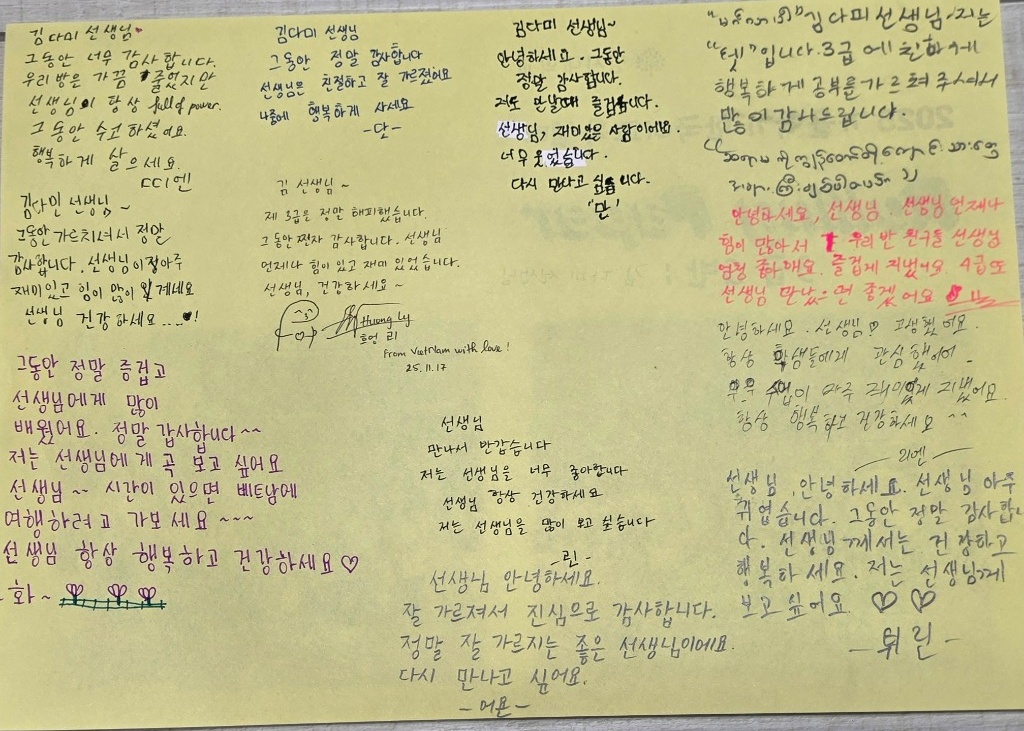 김다미 선생님♥
그동안 너무 감사합니다.
우리반은 가끔 졸었지만
선생님이 항상 full of power.
그동안 수고하셨어요.
행복하게 살으세요.
띠엔
김다미 선생님
그동안 정말 감사합니다
선생님은 친절하고 잘 가르졌어요
나중에 행복하게 사세요
-단-
김다미 선생님~
안녕하세요. 그동안
정말 감사합니다.
저도 만날때 즐겁습니다.
선생님, 재미있은 사람이어요.
너무 웃었습니다.
다시 만나고 싶습니다.
"만"
김다미 선생님. 저는
"텟"입니다. 3급에 친화에
행복하게 공부를 가르쳐 주셔서
많이 감사드립니다.
김다민 선생님~
그동안 가르치셔서 정말
감사합니다. 선생님이 아주
재미있고 힘이 많이 계세요
선생님 건강하세요...!
김 선생님~
제 3급은 정말 해피했습니다.
그동안 진짜 감사합니다. 선생님
언제나 힘이 있고 재미 있었습니다.
선생님, 건강하세요~
Huong Ly
흐엉 리
From VietNam with love!
25.11.17
안녕하세요, 선생님. 선생님 언제나
힘이 많아서 우리반 친구들 선생님
엄청 좋아해요. 즐겁게 지냈어요. 4급또
선생님 만났으면 좋겠어요
안녕하세요. 선생님 고생했어요.
항상 학생들에게 관심했어어
수업이 아주 재미있게 지냈어요.
항상 행복하고 건강하세요 ~~
리엔
그동안 정말 즐겁고
선생님에게 많이
배웠어요. 정말 감사합니다~~
저는 선생님에게 곡 보고 싶어요
선생님~~ 시간이 있으면 베트남에
여행하려고 가보세요~~~
선생님 항상 행복하고 건강하세요♡
-화~
선생님
만나서 반갑습니다
저는 선생님을 너무 좋아합니다
선생님 항상 건강하세요
저는 선생님을 많이 보고 싶습니다
-린-
선생님 안녕하세요.
잘 가르져서 진심으로 감사합니다.
정말 잘 가르지는 좋은 선생님이에요.
다시 만나고 싶어요.
-어욘-
선생님, 안녕하세요. 선생님 아주
귀엽습니다. 그동안 정말 감사합니
다. 선생님께서는 건강하고
행복하세요. 저는 선생님께
보고 싶어요 ♡♡
-뷔린-